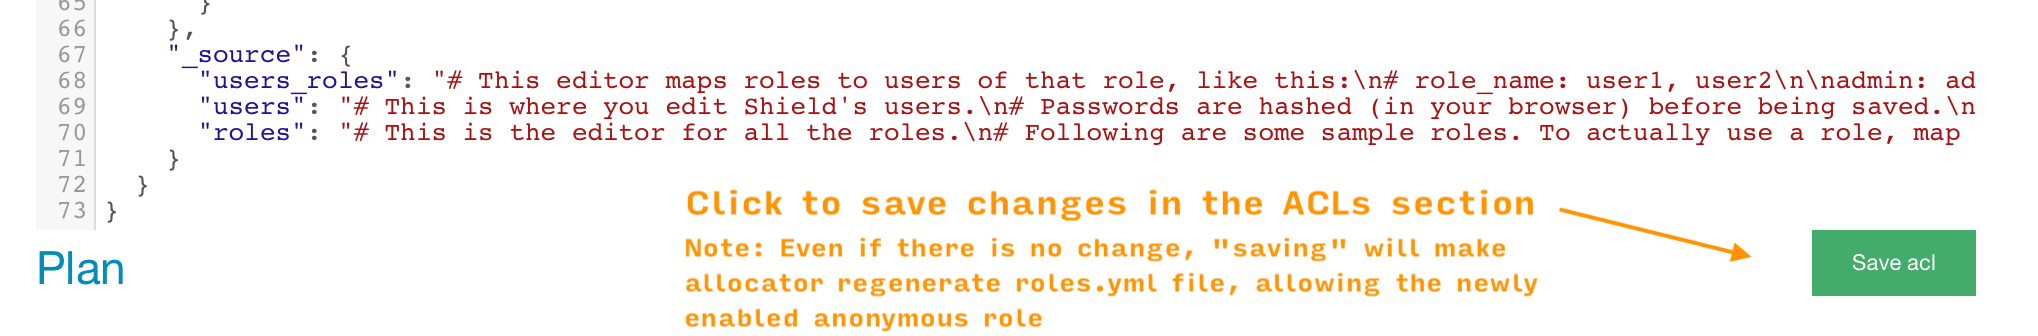 65 }
66 },
67 "_source": {
68 "users_roles": "# This editor maps roles to users of that role, like this:\n# role_name: user1, user2\n\nadmin: ad
69 "users": "# This is where you edit Shield's users.\n# Passwords are hashed (in your browser) before being saved.\n
70 "roles": "# This is the editor for all the roles.\n# Following are some sample roles. To actually use a role, map
71 }
72 }
73 }
Click to save changes in the ACLs section
Note: Even if there is no change, "saving" will make
allocator regenerate roles.yml file, allowing the newly
enabled anonymous role
Plan
Save acl